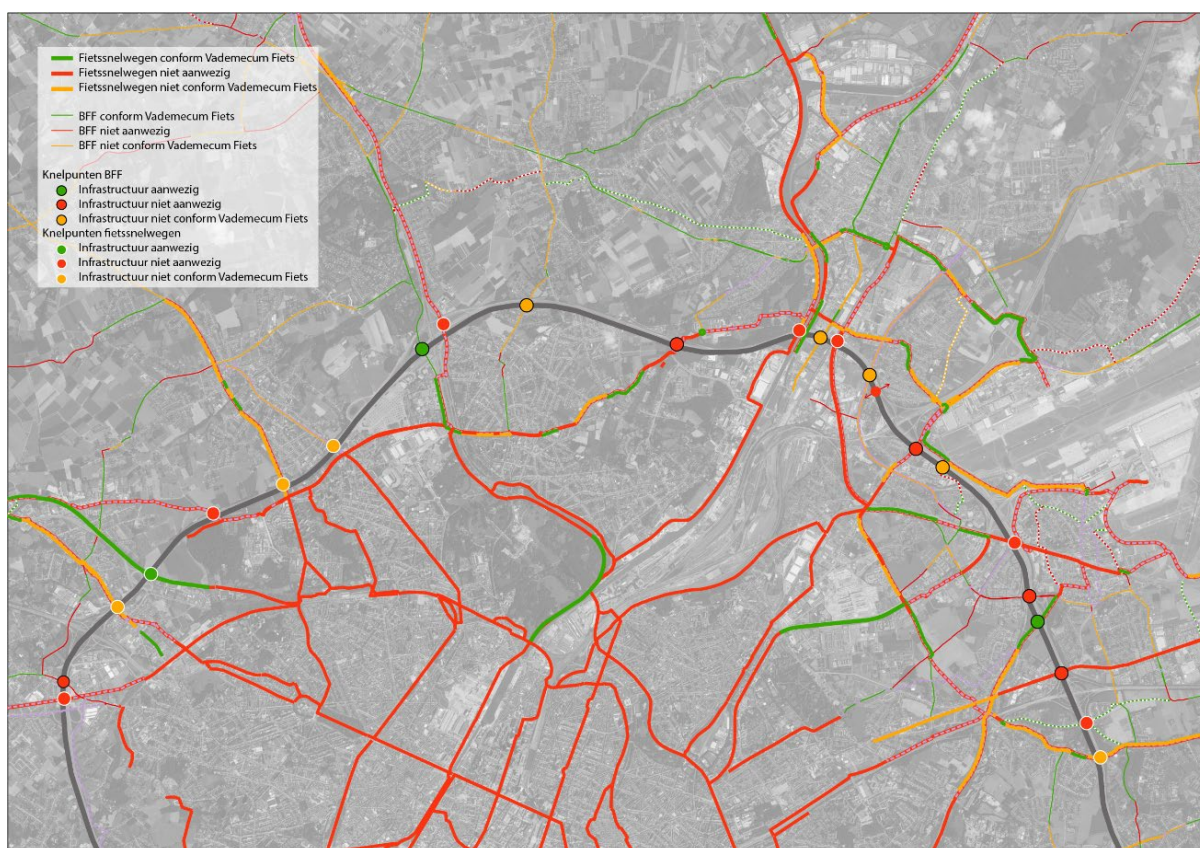 Fietssnelwegen conform Vademecum Fiets
Fietssnelwegen niet aanwezig
Fietssnelwegen niet conform Vademecum Fiets
BFF conform Vademecum Fiets
BFF niet aanwezig
BFF niet conform Vademecum Fiets
Knelpunten BFF
Infrastructuur aanwezig
Infrastructuur niet aanwezig
Infrastructuur niet conform Vademecum Fiets
Knelpunten fietssnelwegen
Infrastructuur aanwezig
Infrastructuur niet aanwezig
Infrastructuur niet conform Vademecum Fiets